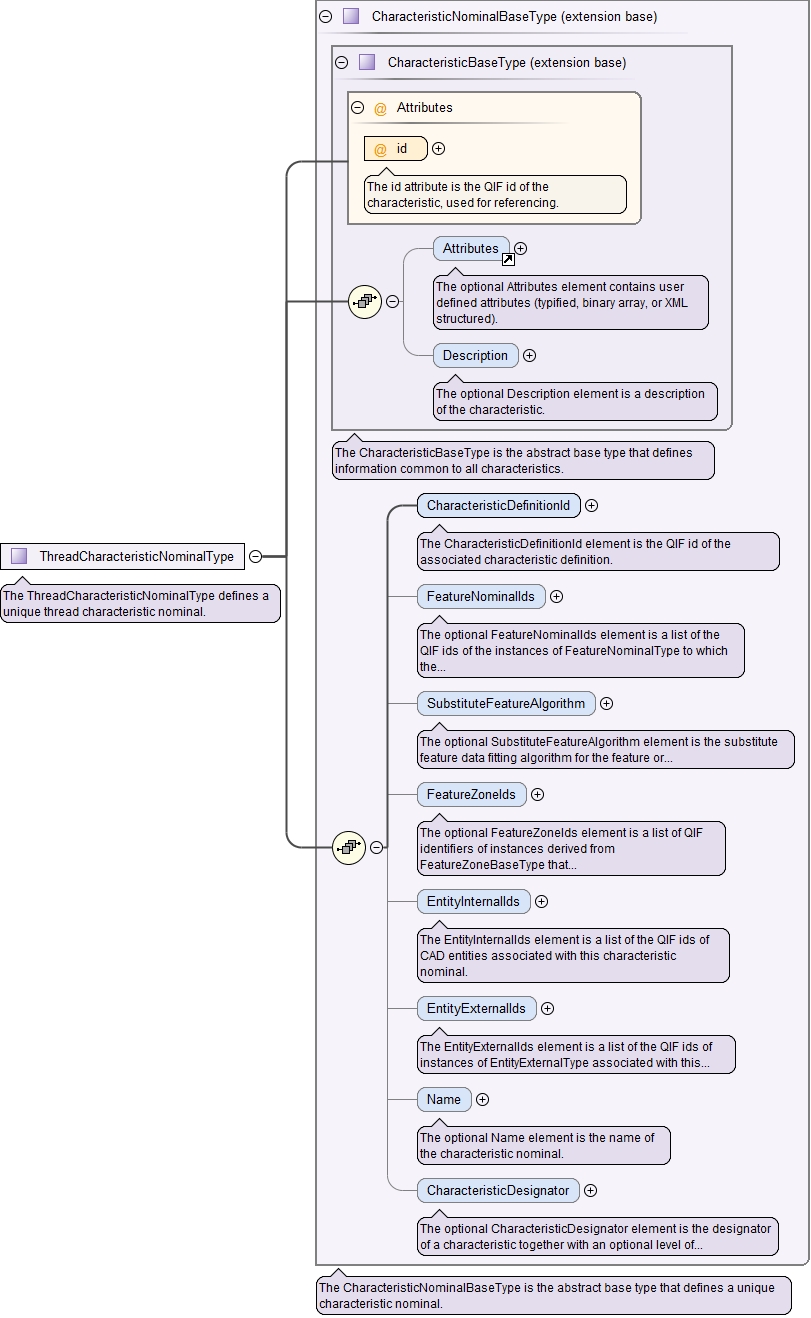 CharacteristicNominalBaseType (extension base)
CharacteristicBaseType (extension base)
@ Attributes
@ id
The id attribute is the QIF id of the
characteristic, used for referencing.
Attributes
The optional Attributes element contains user
defined attributes (typified, binary array, or XML
structured).
Description
The optional Description element is a description
of the characteristic.
The CharacteristicBaseType is the abstract base type that defines
information common to all characteristics.
CharacteristicDefinitionId
The CharacteristicDefinitionId element is the QIF id of the
associated characteristic definition.
ThreadCharacteristicNominalType
The ThreadCharacteristicNominalType defines a
unique thread characteristic nominal.
FeatureNominalIds
The optional FeatureNominalIds element is a list of the
QIF ids of the instances of FeatureNominalType to which
the...
SubstituteFeatureAlgorithm
The optional SubstituteFeatureAlgorithm element is the substitute
feature data fitting algorithm for the feature or...
FeatureZoneIds
The optional FeatureZoneIds element is a list of QIF
identifiers of instances derived from
FeatureZoneBaseType that...
EntityInternalIds
The EntityInternalIds element is a list of the QIF ids of
CAD entities associated with this characteristic
nominal.
EntityExternalIds
The EntityExternalIds element is a list of the QIF ids of
instances of EntityExternalType associated with this...
Name
The optional Name element is the name of
the characteristic nominal.
CharacteristicDesignator
The optional CharacteristicDesignator element is the designator
of a characteristic together with an optional level of...
The CharacteristicNominalBaseType is the abstract base type that defines a unique
characteristic nominal.